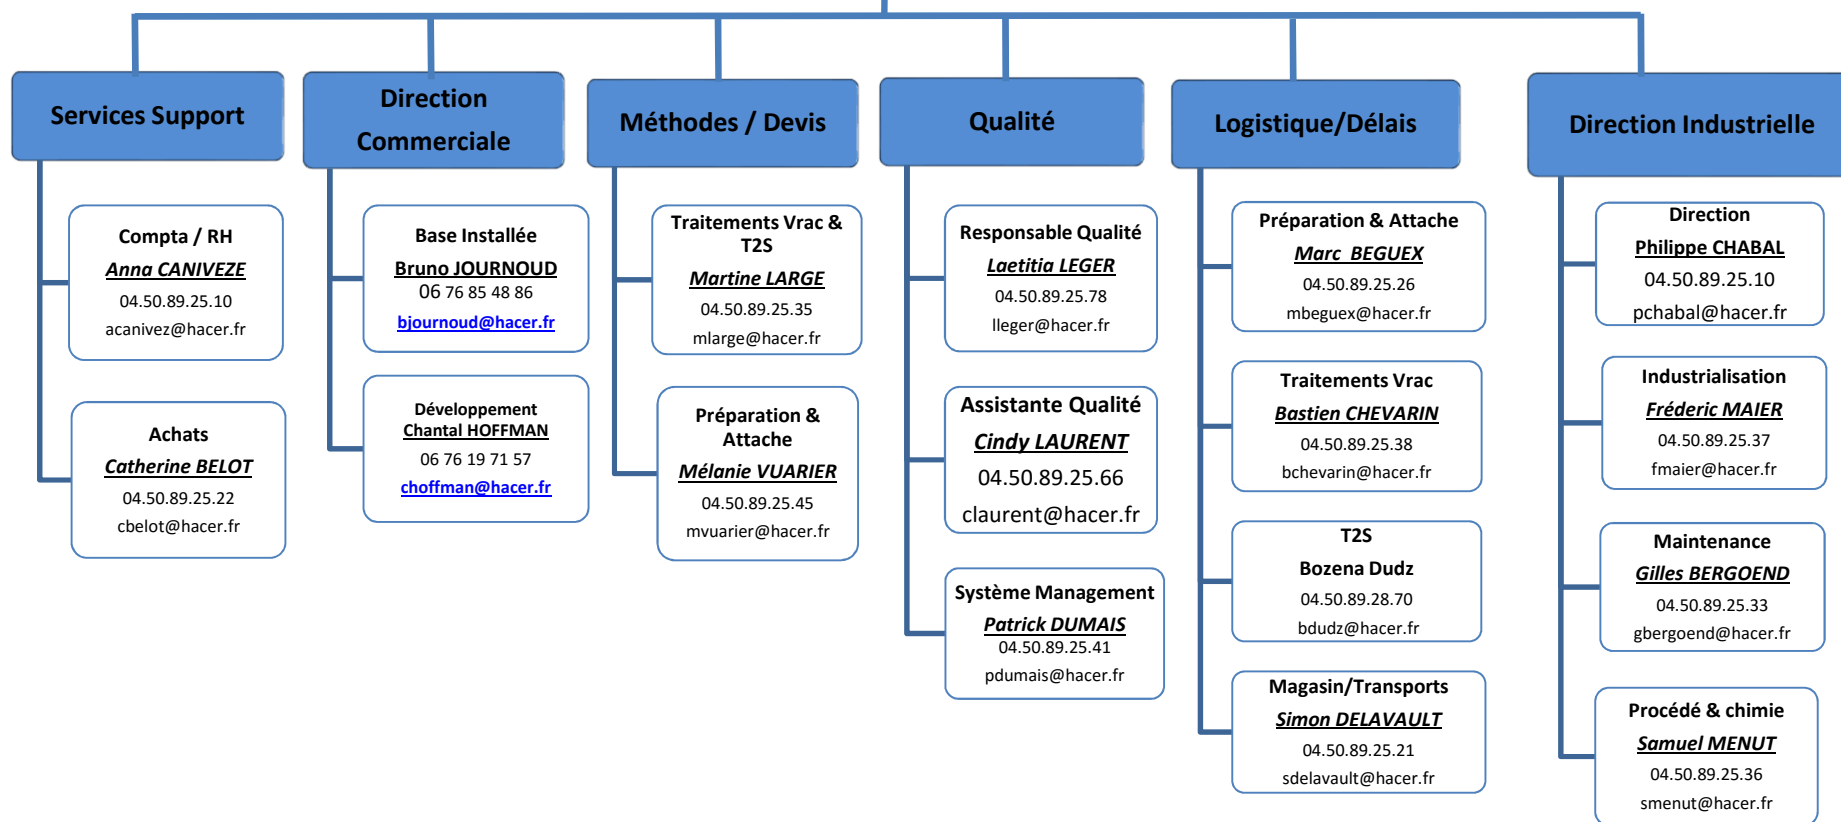 Services Support
Compta / RH
Anna CANIVEZE
04.50.89.25.10
acanivez@hacer.fr
Achats
Catherine BELOT
04.50.89.25.22
cbelot@hacer.fr
Direction
Commerciale
Base Installée
Bruno JOURNOUD
06 76 85 48 86
bjournoud@hacer.fr
Développement
Chantal HOFFMAN
06 76 19 71 57
choffman@hacer.fr
Méthodes / Devis
Traitements Vrac &
T2S
Martine LARGE
04.50.89.25.35
mlarge@hacer.fr
Préparation &
Attache
Mélanie VUARIER
04.50.89.25.45
mvuarier@hacer.fr
Qualité
Responsable Qualité
Laetitia LEGER
04.50.89.25.78
lleger@hacer.fr
Assistante Qualité
Cindy LAURENT
04.50.89.25.66
claurent@hacer.fr
Système Management
Patrick DUMAIS
04.50.89.25.41
pdumais@hacer.fr
Logistique/Délais
Préparation & Attache
Marc  BEGUEX
04.50.89.25.26
mbeguex@hacer.fr
Traitements Vrac
Bastien CHEVARIN
04.50.89.25.38
bchevarin@hacer.fr
T2S
Bozena Dudz
04.50.89.28.70
bdudz@hacer.fr
Magasin/Transports
Simon DELAVAULT
04.50.89.25.21
sdelavault@hacer.fr
Direction Industrielle
Direction
Philippe CHABAL
04.50.89.25.10
pchabal@hacer.fr
Industrialisation
Fréderic MAIER
04.50.89.25.37
fmaier@hacer.fr
Maintenance
Gilles BERGOEND
04.50.89.25.33
gbergoend@hacer.fr
Procédé & chimie
Samuel MENUT
04.50.89.25.36
smenut@hacer.fr